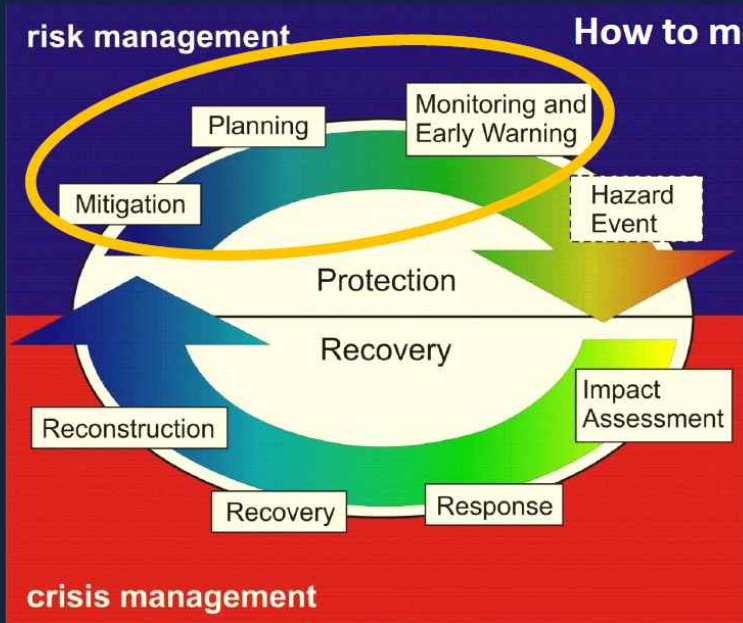 risk management
How to m
Planning
Monitoring and
Early Warning
Mitigation
Hazard
Event
Protection
Recovery
Impact
Assessment
Reconstruction
Recovery
Response
crisis management